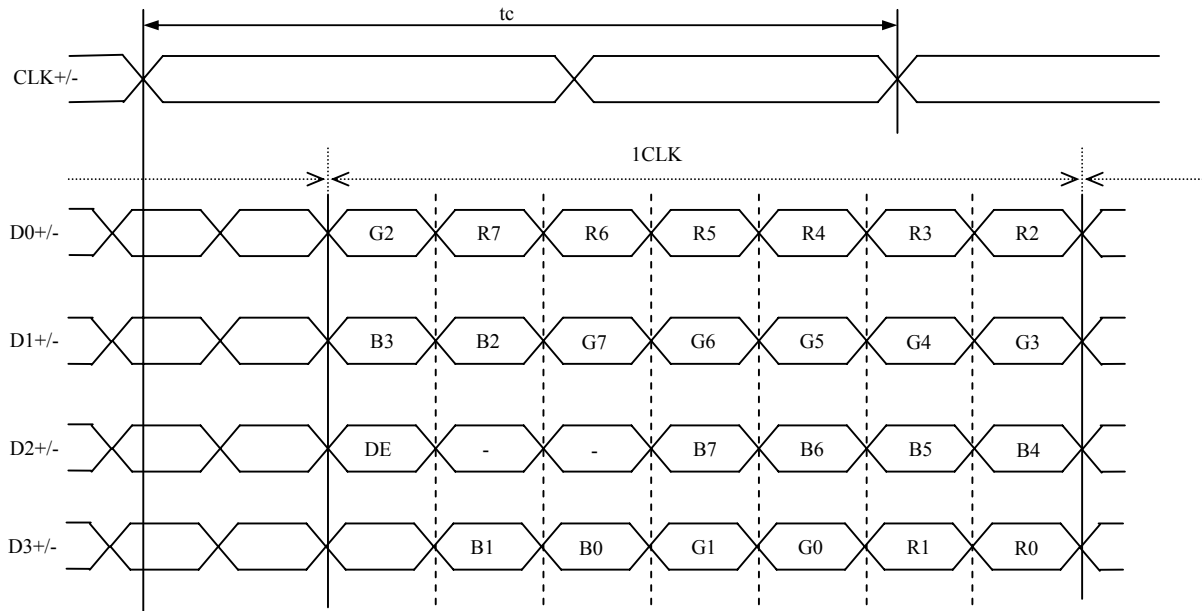 tc
CLK+/-
1CLK
D0+/- G2 R7 R6 R5 R4 R3 R2
D1+/- B3 B2 G7 G6 G5 G4 G3
D2+/- DE - - B7 B6 B5 B4
D3+/- B1 B0 G1 G0 R1 R0